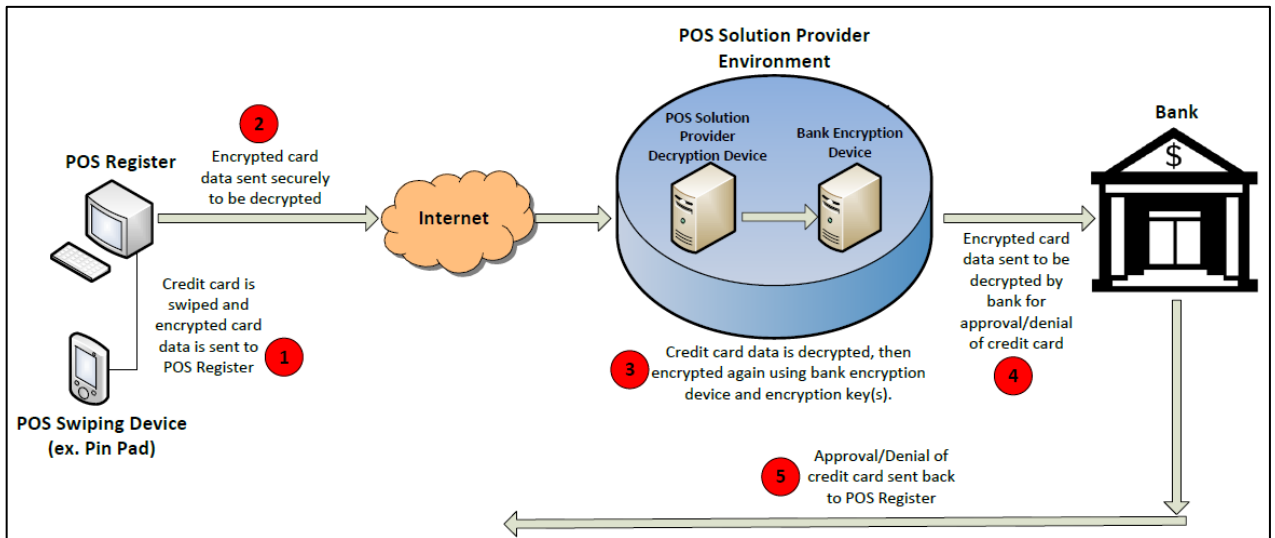 POS Solution Provider
Environment
POS Solution
Provider
Decryption Device
Bank Encryption
Device
Bank
$
2
Encrypted card
data sent securely
to be decrypted
POS Register
Internet
Credit card is
swiped and
encrypted card
data is sent to
POS Register
1
POS Swiping Device
(ex. Pin Pad)
3
Credit card data is decrypted, then
encrypted again using bank encryption
device and encryption key(s).
Encrypted card
data sent to be
decrypted by
bank for
approval/denial
of credit card
4
5
Approval/Denial of
credit card sent back
to POS Register